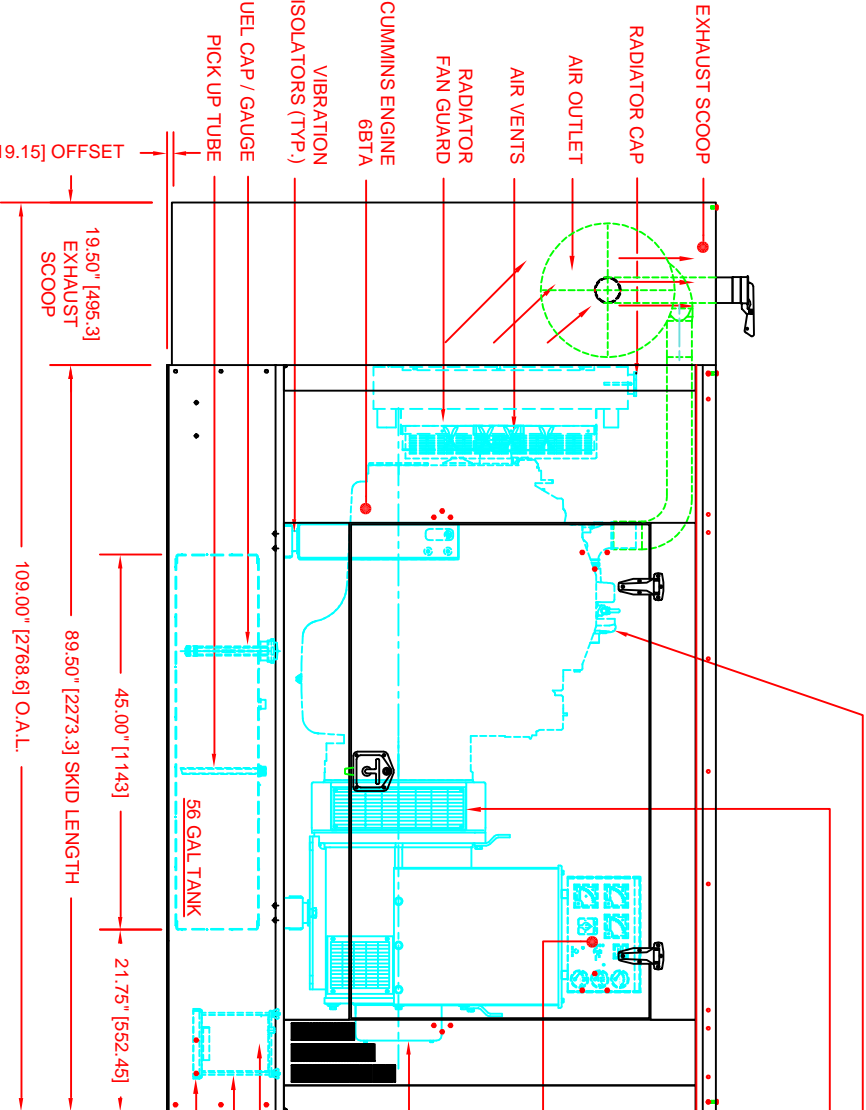 EXHAUST SCOOP
RADIATOR CAP
AIR OUTLET
AIR VENTS
RADIATOR
FAN GUARD
CUMMINS ENGINE
6BTA
VIBRATION
ISOLATORS (TYP.)
UEL CAP / GAUGE
PICK UP TUBE
19.15] OFFSET
19.50" [495.3]
EXHAUST
SCOOP
109.00" [2768.6] O.A.L.
89.50" [2273.3] SKID LENGTH
45.00" [1143]
56 GAL TANK
21.75" [552.45]